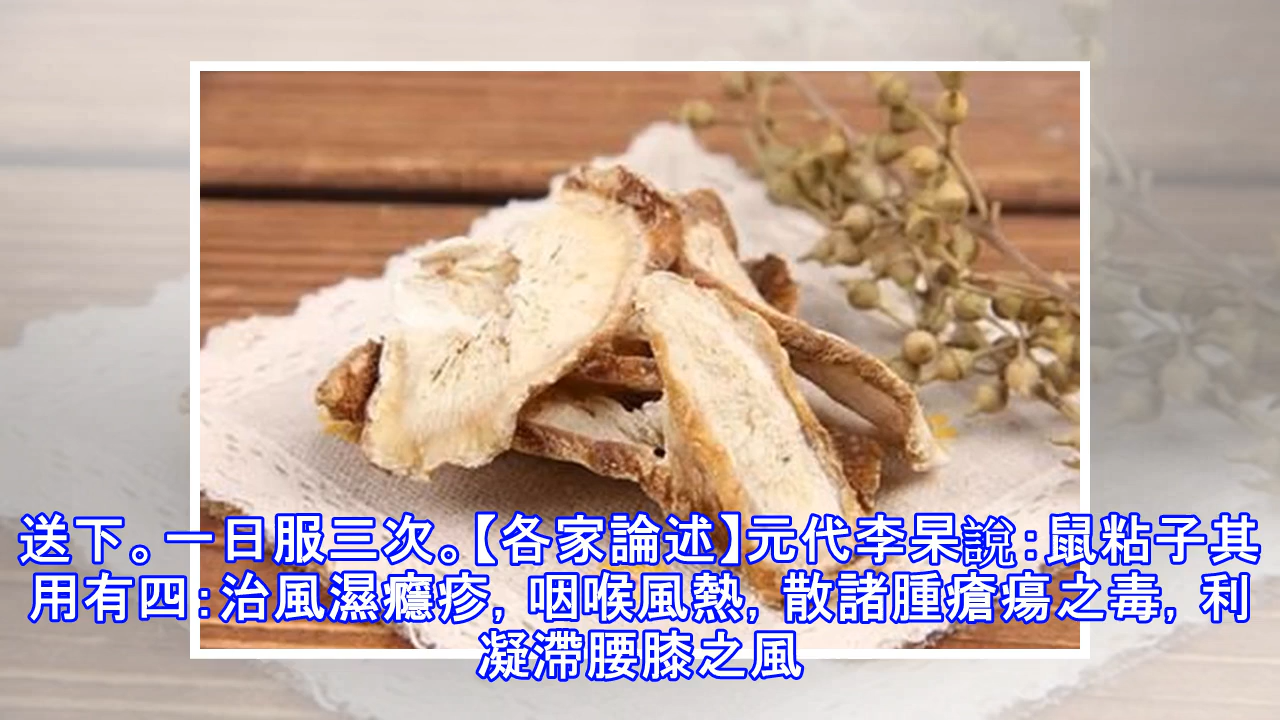 送下。一日服三次。【各家論述】元代李杲說:鼠粘子其
用有四:治風濕癮疹, 咽喉風熱, 散諸腫瘡瘍之毒, 利
凝滯腰膝之風